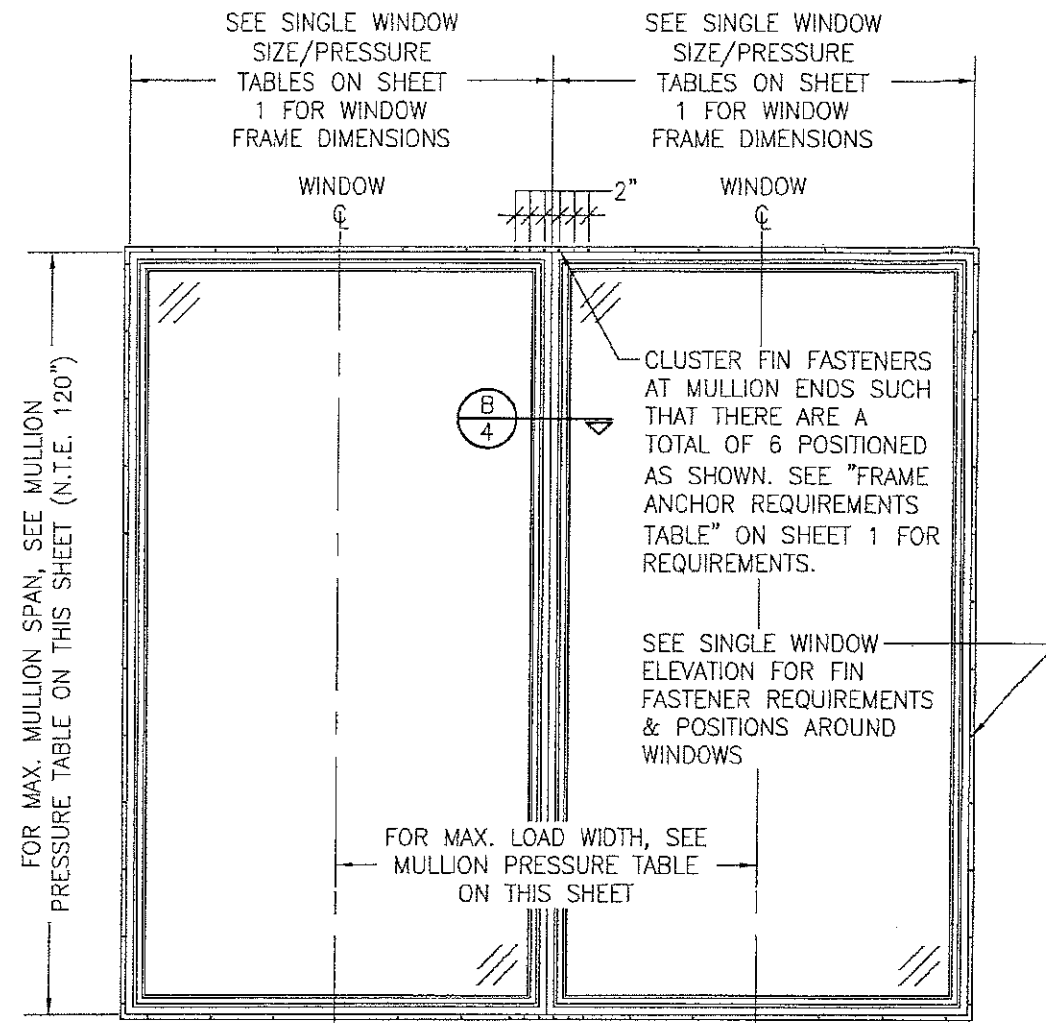 SEE SINGLE WINDOW
SIZE/PRESSURE
TABLES ON SHEET
1 FOR WINDOW
FRAME DIMENSIONS
SEE SINGLE WINDOW
SIZE/PRESSURE
TABLES ON SHEET
1 FOR WINDOW
FRAME DIMENSIONS
WINDOW
℄
2"
WINDOW
℄
FOR MAX. MULLION SPAN, SEE MULLION
PRESSURE TABLE ON THIS SHEET (N.T.E. 120")
B
4
CLUSTER FIN FASTENERS
AT MULLION ENDS SUCH
THAT THERE ARE A
TOTAL OF 6 POSITIONED
AS SHOWN. SEE "FRAME
ANCHOR REQUIREMENTS
TABLE" ON SHEET 1 FOR
REQUIREMENTS.
SEE SINGLE WINDOW
ELEVATION FOR FIN
FASTENER REQUIREMENTS
& POSITIONS AROUND
WINDOWS
FOR MAX. LOAD WIDTH, SEE
MULLION PRESSURE TABLE
ON THIS SHEET